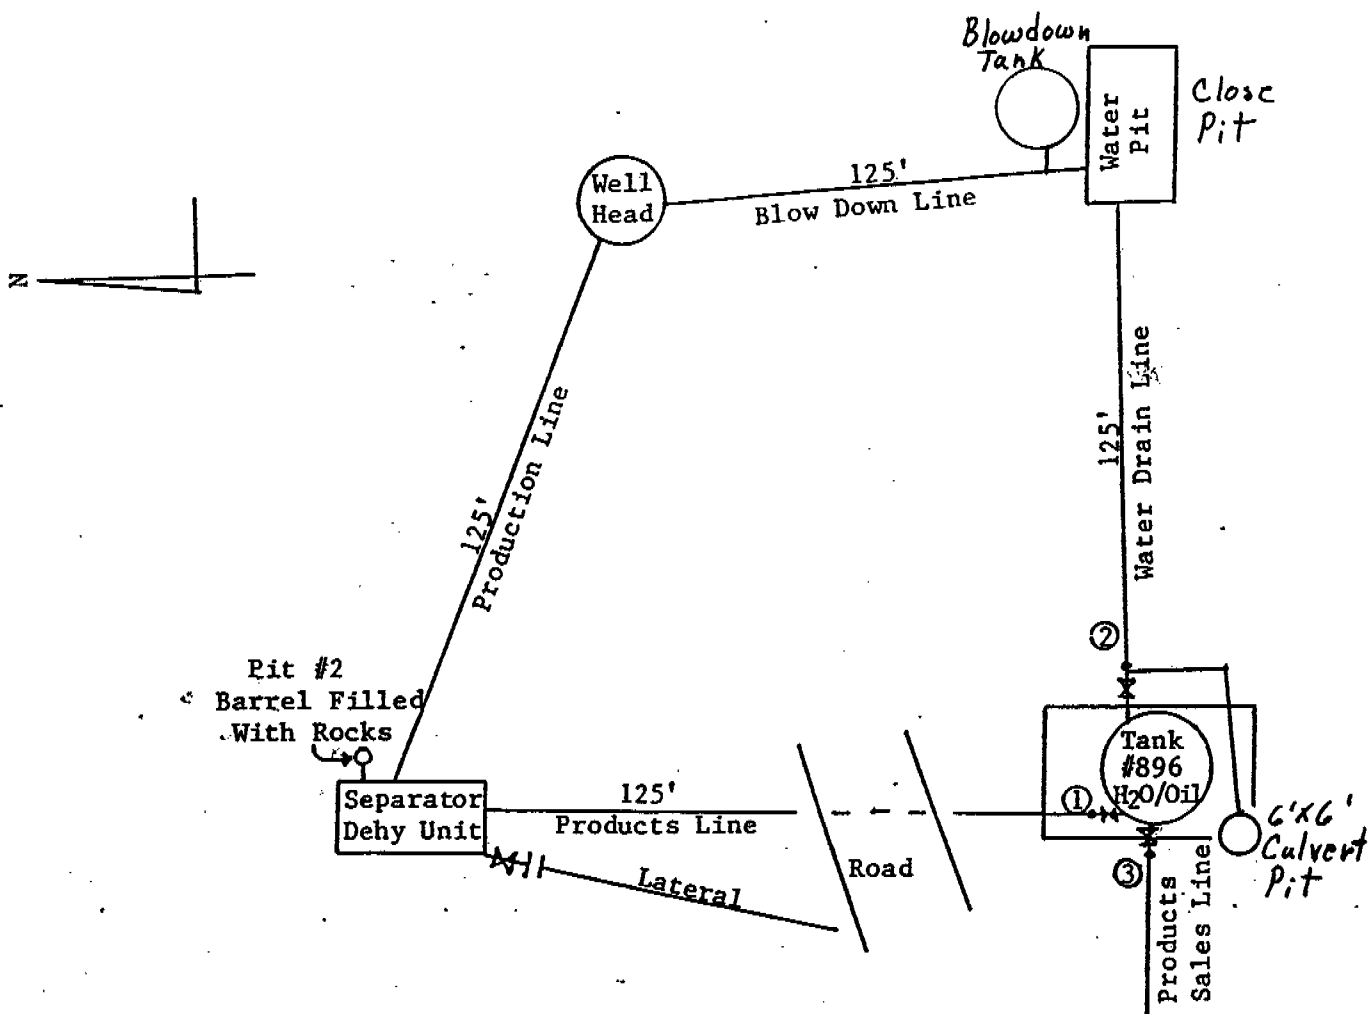 Blowdown
Tank
Water
Pit
Close
Pit
Well
Head
125'
Blow Down Line
N
125'
Production Line
125'
Water Drain Line
②
Pit #2
Barrel Filled
With Rocks
Separator
Dehy Unit
125'
Products Line
Lateral
Road
Tank
#896
H2O/Oil
①
③
6'X6'
Culvert
Pit
Products
Sales Line